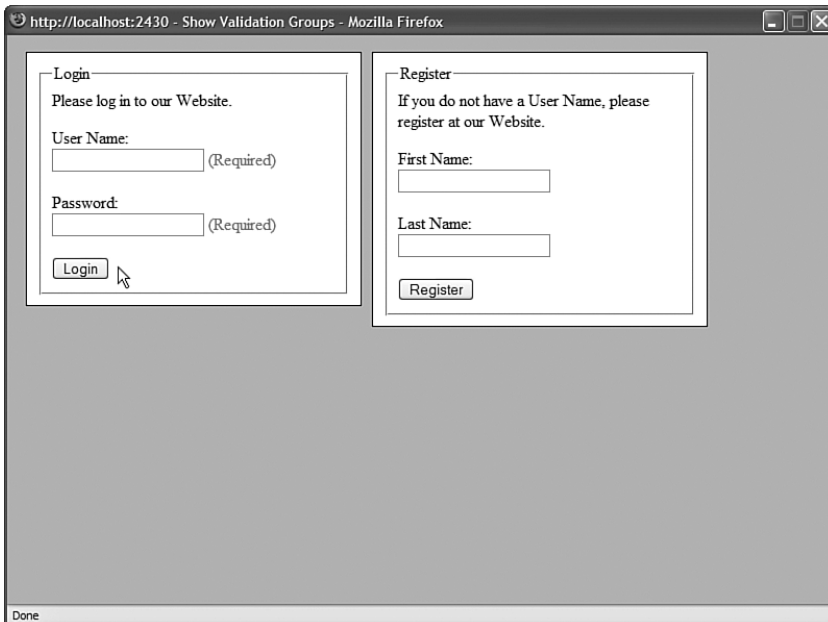 http://localhost:2430 - Show Validation Groups - Mozilla Firefox
Login
Please log in to our Website.
User Name:
(Required)
Password:
(Required)
Login
Register
If you do not have a User Name, please
register at our Website.
First Name:
Last Name:
Register
Done